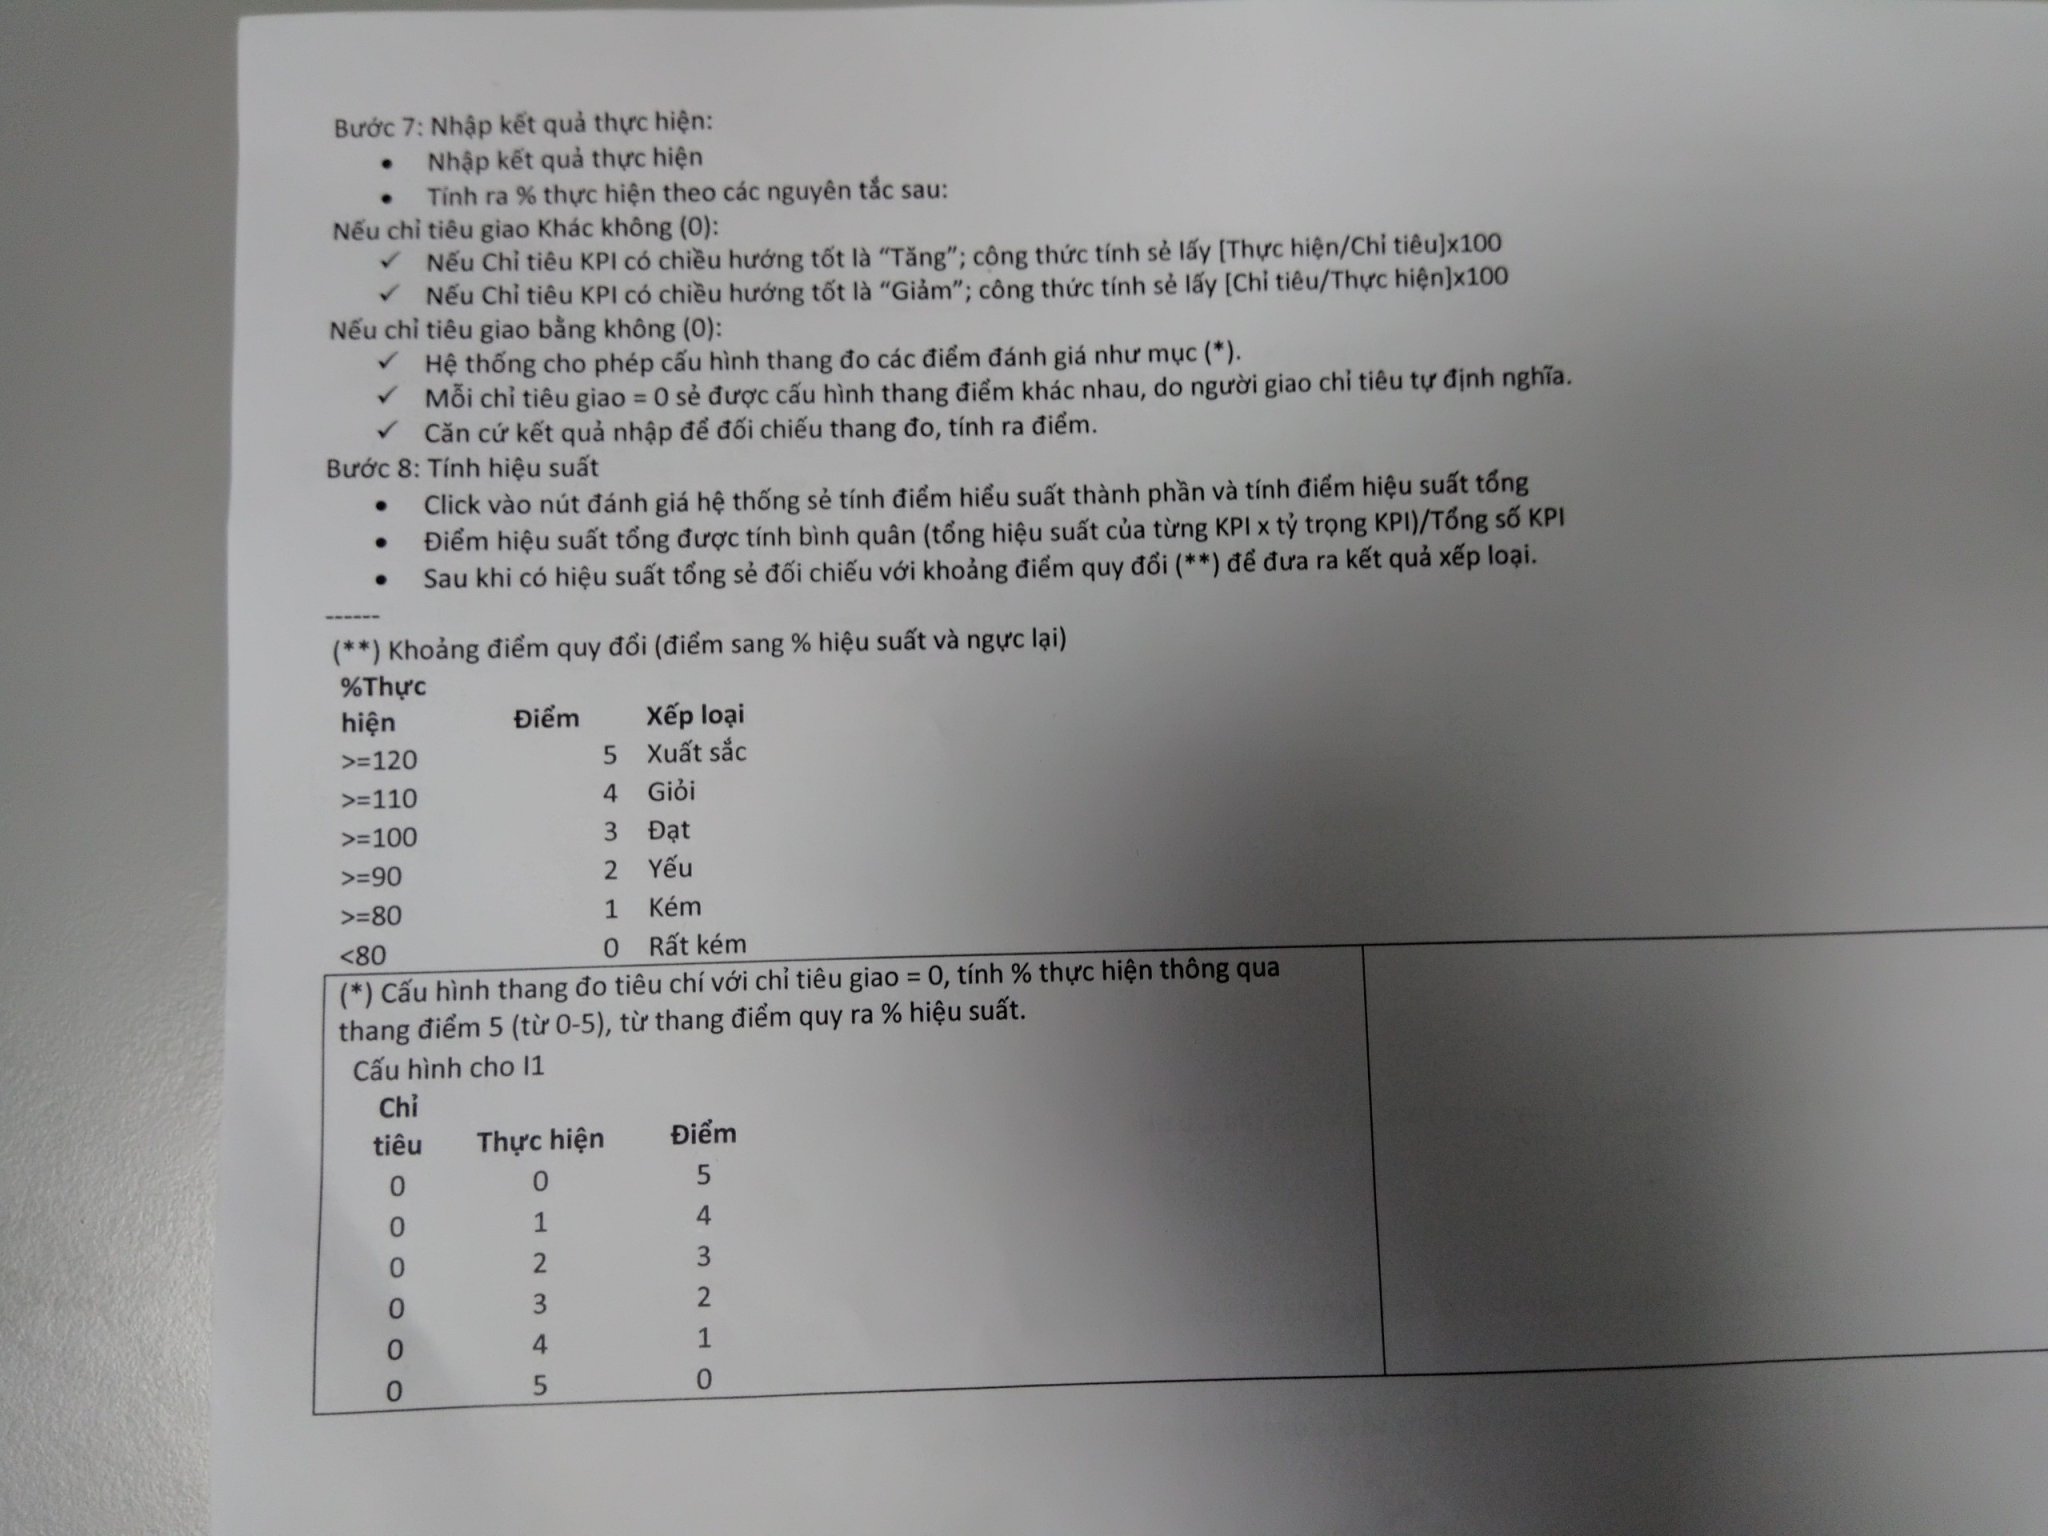 Bước 7: Nhập kết quả thực hiện:
• Nhập kết quả thực hiện
• Tính ra % thực hiện theo các nguyên tắc sau:
Nếu chỉ tiêu giao Khác không (0):
✓ Nếu Chỉ tiêu KPI có chiều hướng tốt là “Tăng”; công thức tính sẻ lấy [Thực hiện/Chỉ tiêu]x100
✓ Nếu Chỉ tiêu KPI có chiều hướng tốt là “Giảm”; công thức tính sẻ lấy [Chỉ tiêu/Thực hiện]x100
Nếu chỉ tiêu giao bằng không (0):
✓ Hệ thống cho phép cấu hình thang đo các điểm đánh giá như mục (*).
✓ Mỗi chỉ tiêu giao = 0 sẻ được cấu hình thang điểm khác nhau, do người giao chỉ tiêu tự định nghĩa.
✓ Căn cứ kết quả nhập để đối chiếu thang đo, tính ra điểm.
Bước 8: Tính hiệu suất
• Click vào nút đánh giá hệ thống sẻ tính điểm hiểu suất thành phần và tính điểm hiệu suất tổng
• Điểm hiệu suất tổng được tính bình quân (tổng hiệu suất của từng KPI x tỷ trọng KPI)/Tổng số KPI
• Sau khi có hiệu suất tổng sẻ đối chiếu với khoảng điểm quy đổi (**) để đưa ra kết quả xếp loại.
------
(**) Khoảng điểm quy đổi (điểm sang % hiệu suất và ngực lại)
%Thực
hiện Điểm Xếp loại
>=120 5 Xuất sắc
>=110 4 Giỏi
>=100 3 Đạt
>=90 2 Yếu
>=80 1 Kém
<80 0 Rất kém
(*) Cấu hình thang đo tiêu chí với chỉ tiêu giao = 0, tính % thực hiện thông qua
thang điểm 5 (từ 0-5), từ thang điểm quy ra % hiệu suất.
Cấu hình cho I1
Chỉ
tiêu Thực hiện Điểm
0 0 5
0 1 4
0 2 3
0 3 2
0 4 1
0 5 0